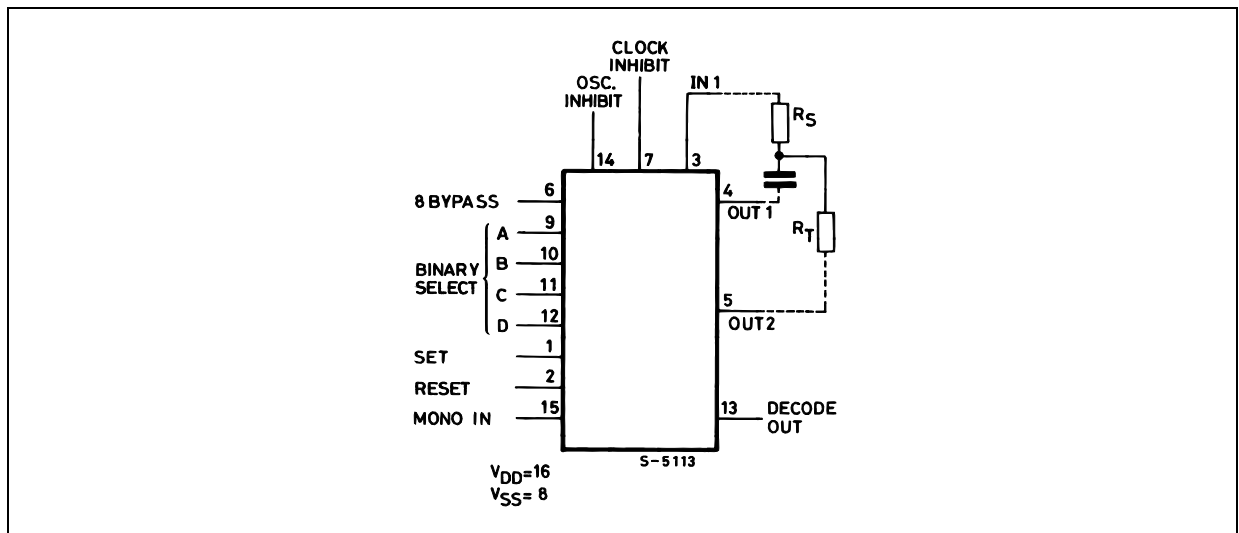 CLOCK
INHIBIT
OSC.
INHIBIT
IN 1
RS
14
7
3
8 BYPASS
6
4
OUT 1
BINARY
SELECT
A
9
B
10
C
11
D
12
RT
5
OUT2
SET
1
RESET
2
MONO IN
15
13
DECODE
OUT
S-5113
VDD=16
VSS= 8